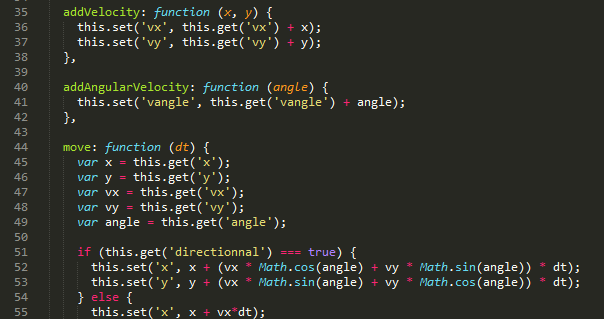 35 addVelocity: function (x, y) {
36 this.set('vx', this.get('vx') + x);
37 this.set('vy', this.get('vy') + y);
38 },
39
40 addAngularVelocity: function (angle) {
41 this.set('vangle', this.get('vangle') + angle);
42 },
43
44 move: function (dt) {
45 var x = this.get('x');
46 var y = this.get('y');
47 var vx = this.get('vx');
48 var vy = this.get('vy');
49 var angle = this.get('angle');
50
51 if (this.get('directionnal') === true) {
52 this.set('x', x + (vx * Math.cos(angle) + vy * Math.sin(angle)) * dt);
53 this.set('y', y + (vx * Math.sin(angle) + vy * Math.cos(angle)) * dt);
54 } else {
55 this.set('x', x + vx*dt);